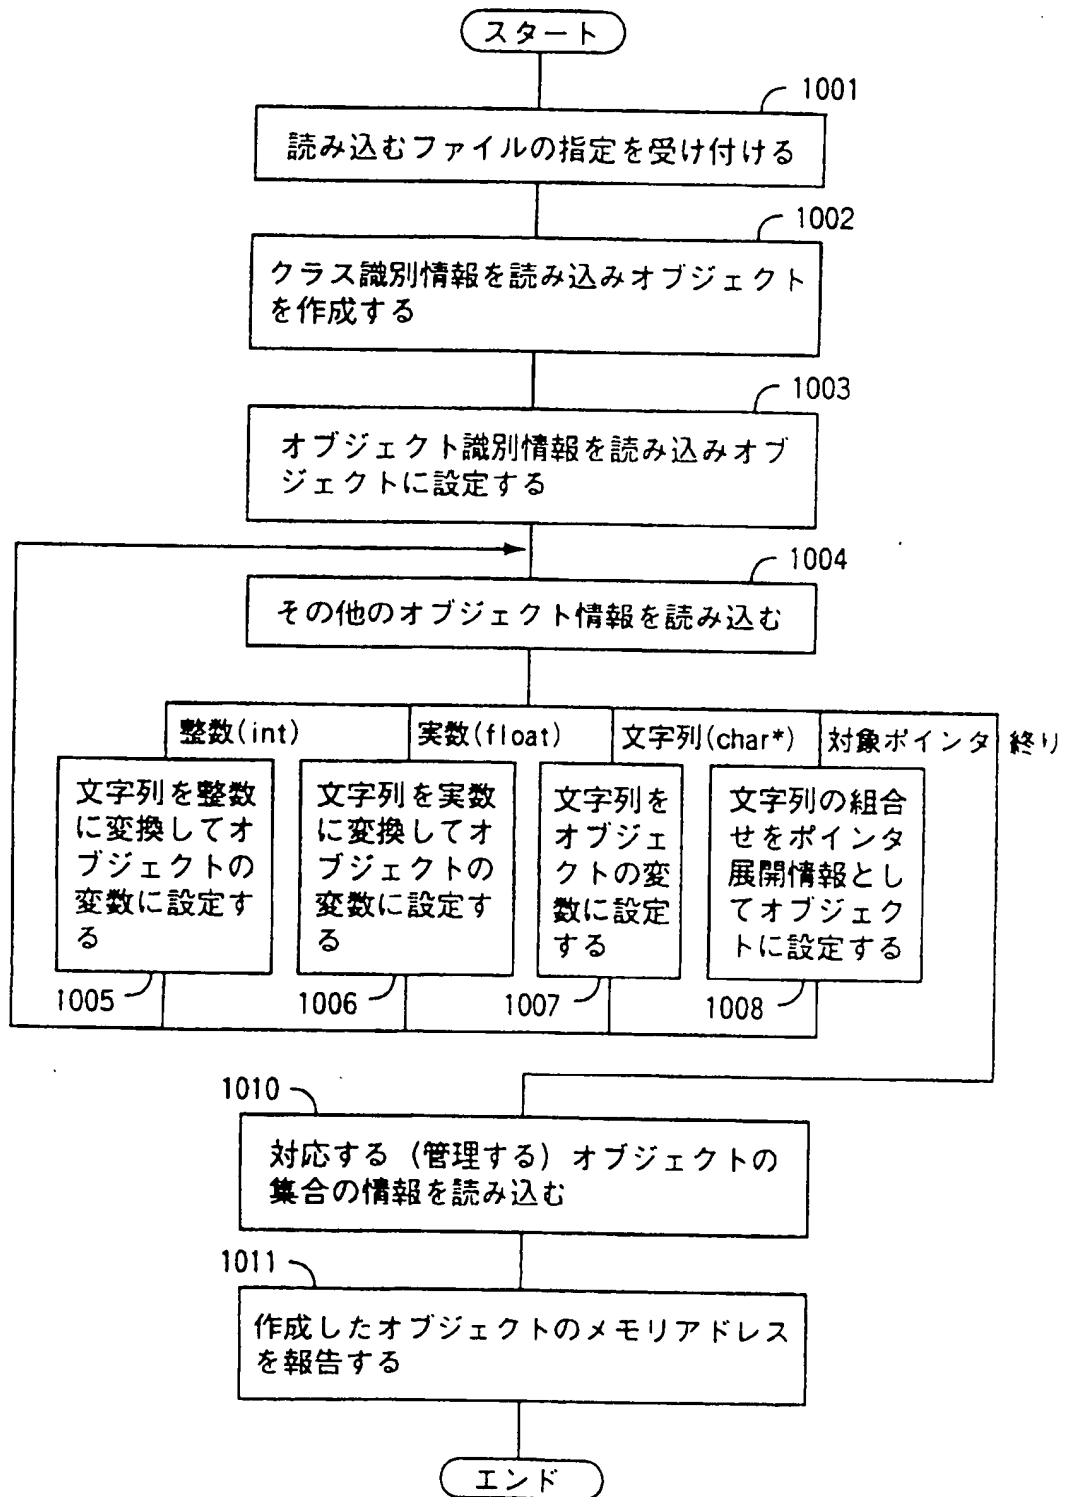 スタート
1001
読み込むファイルの指定を受け付ける
1002
クラス識別情報を読み込みオブジェクト
を作成する
1003
オブジェクト識別情報を読み込みオブ
ジェクトに設定する
1004
その他のオブジェクト情報を読み込む
整数(int)
実数(float)
文字列(char*)
対象ポインタ
終り
文字列を整数
に変換してオ
ブジェクトの
変数に設定す
る
1005
文字列を実数
に変換してオ
ブジェクトの
変数に設定す
る
1006
文字列を
オブジェ
クトの変
数に設定
する
1007
文字列の組合
せをポインタ
展開情報とし
てオブジェク
トに設定する
1008
1010
対応する（管理する）オブジェクトの
集合の情報を読み込む
1011
作成したオブジェクトのメモリアドレス
を報告する
エンド